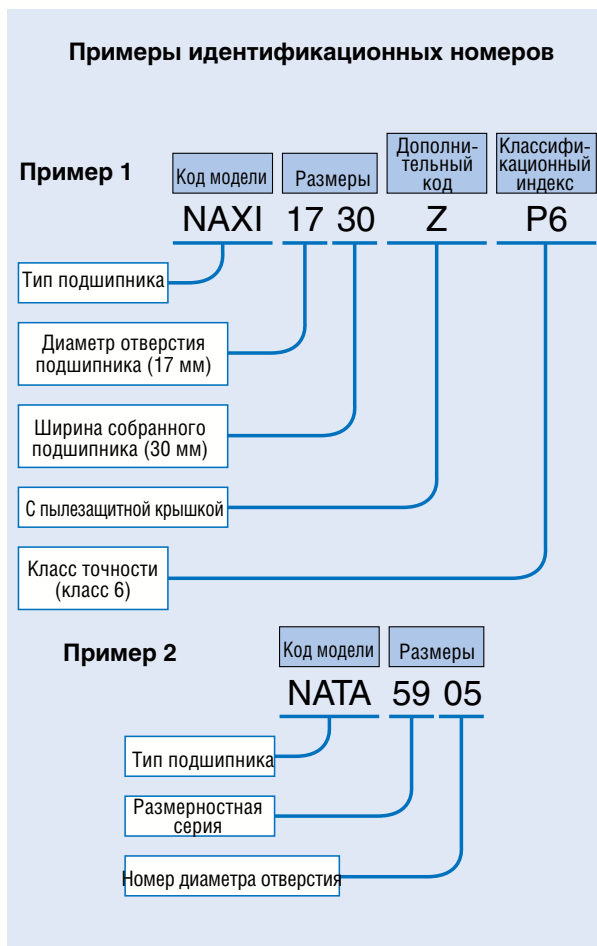 Примеры идентификационных номеров
Пример 1
Код модели
Размеры
Дополни-
тельный
код
Классифи-
кационный
индекс
NAXI 17 30 Z P6
Тип подшипника
Диаметр отверстия
подшипника (17 мм)
Ширина собранного
подшипника (30 мм)
С пылезащитной крышкой
Класс точности
(класс 6)
Пример 2
Код модели
Размеры
NATA 59 05
Тип подшипника
Размерностная
серия
Номер диаметра отверстия